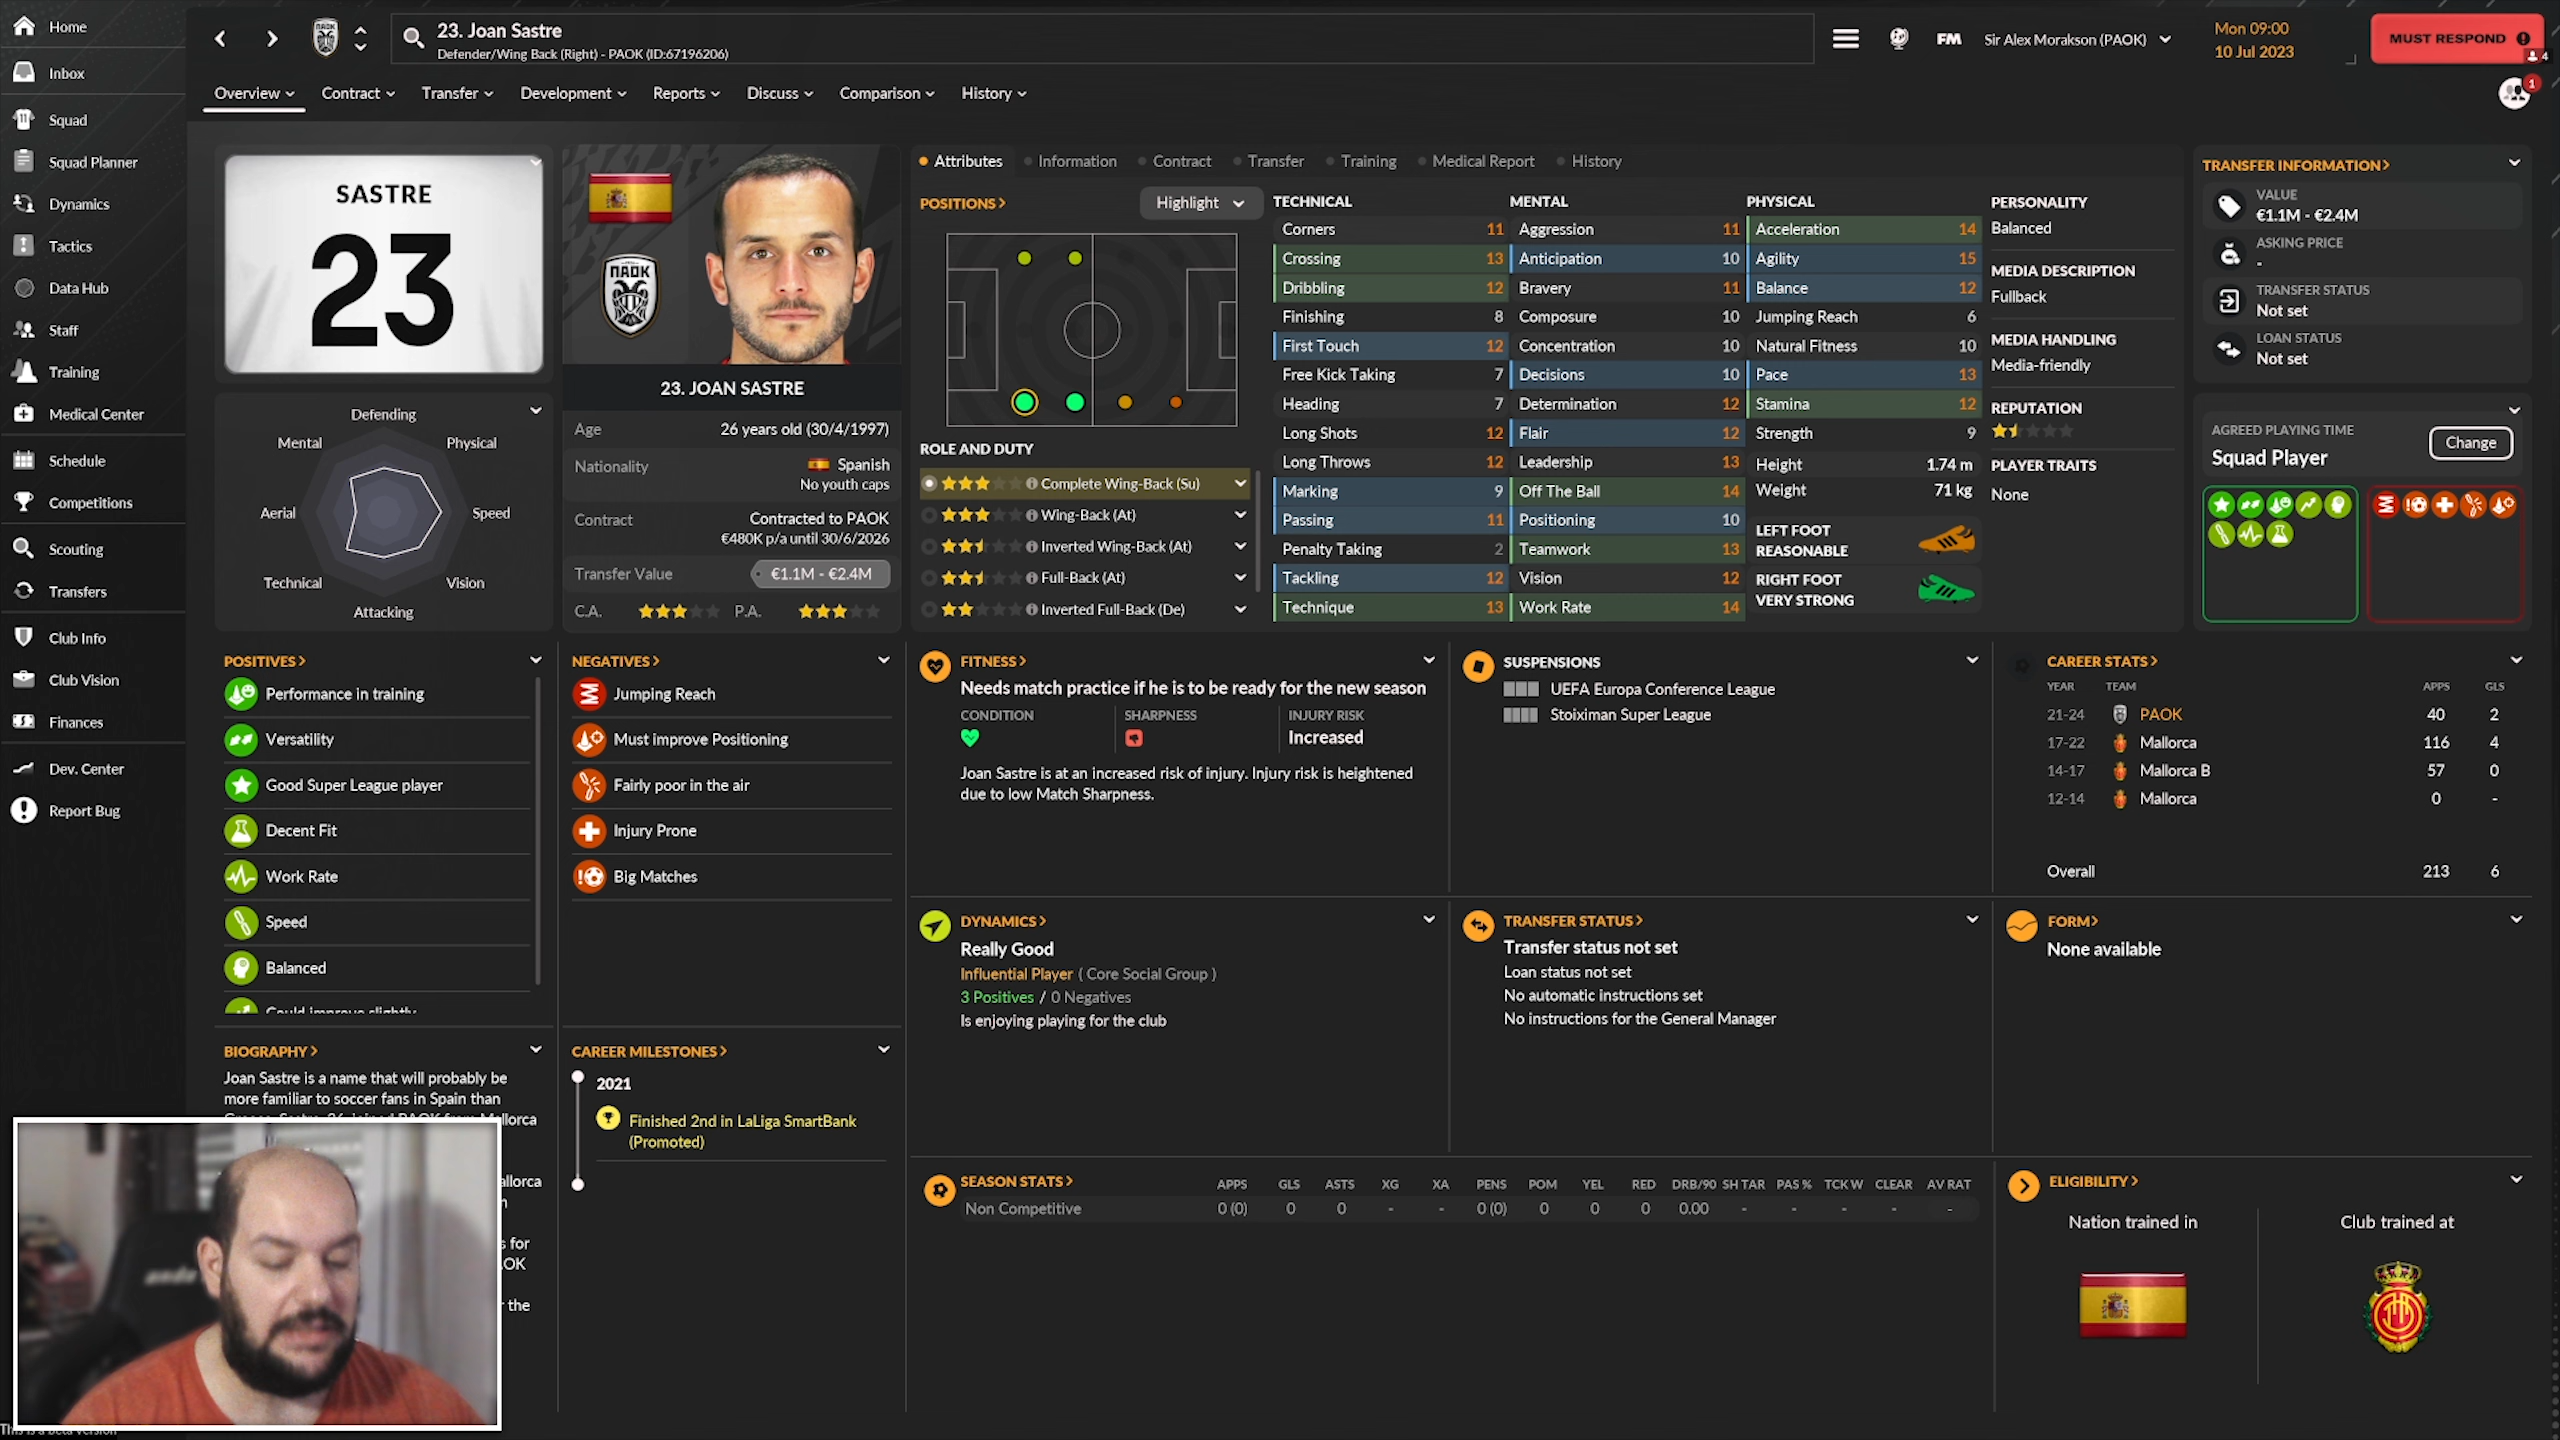 Home
Inbox
Squad
Squad Planner
Dynamics
Tactics
Data Hub
Staff
Training
Medical Center
Schedule
Competitions
Scouting
Transfers
Club Info
Club Vision
Finances
Dev. Center
Report Bug
23. Joan Sastre
Defender/Wing Back (Right) - PAOK (ID:67196206)
FM
Sir Alex Morakson (PAOK)
Mon 09:00
10 Jul 2023
MUST RESPOND
4
1
Overview Contract Transfer Development Reports Discuss Comparison History
SASTRE
23
Defending
Physical
Speed
Vision
Attacking
Technical
Aerial
Mental
ΠΑΟΚ
23. JOAN SASTRE
Age 26 years old (30/4/1997)
Nationality Spanish
No youth caps
Contract Contracted to PAOK
€480K p/a until 30/6/2026
Transfer Value €1.1M - €2.4M
C.A. P.A.
Attributes Information Contract Transfer Training Medical Report History
POSITIONS>
Highlight
ROLE AND DUTY
Complete Wing-Back (Su)
Wing-Back (At)
Inverted Wing-Back (At)
Full-Back (At)
Inverted Full-Back (De)
TECHNICAL
Corners 11
Crossing 13
Dribbling 12
Finishing 8
First Touch 12
Free Kick Taking 7
Heading 7
Long Shots 12
Long Throws 12
Marking 9
Passing 11
Penalty Taking 2
Tackling 12
Technique 13
MENTAL
Aggression 11
Anticipation 10
Bravery 11
Composure 10
Concentration 10
Decisions 10
Determination 12
Flair 12
Leadership 13
Off The Ball 14
Positioning 10
Teamwork 13
Vision 12
Work Rate 14
PHYSICAL
Acceleration 14
Agility 15
Balance 12
Jumping Reach 6
Natural Fitness 10
Pace 13
Stamina 12
Strength 9
Height 1.74 m
Weight 71 kg
LEFT FOOT
REASONABLE
RIGHT FOOT
VERY STRONG
PERSONALITY
Balanced
MEDIA DESCRIPTION
Fullback
MEDIA HANDLING
Media-friendly
REPUTATION
PLAYER TRAITS
None
TRANSFER INFORMATION>
VALUE
€1.1M - €2.4M
ASKING PRICE
-
TRANSFER STATUS
Not set
LOAN STATUS
Not set
AGREED PLAYING TIME
Squad Player
Change
POSITIVES>
Performance in training
Versatility
Good Super League player
Decent Fit
Work Rate
Speed
Balanced
Could improve slightly
NEGATIVES>
Jumping Reach
Must improve Positioning
Fairly poor in the air
Injury Prone
Big Matches
FITNESS>
Needs match practice if he is to be ready for the new season
CONDITION SHARPNESS INJURY RISK
Increased
Joan Sastre is at an increased risk of injury. Injury risk is heightened
due to low Match Sharpness.
SUSPENSIONS
UEFA Europa Conference League
Stoiximan Super League
CAREER STATS>
YEAR TEAM APPS GLS
21-24 PAOK 40 2
17-22 Mallorca 116 4
14-17 Mallorca B 57 0
12-14 Mallorca 0 -
Overall 213 6
DYNAMICS>
Really Good
Influential Player ( Core Social Group )
3 Positives / 0 Negatives
Is enjoying playing for the club
TRANSFER STATUS>
Transfer status not set
Loan status not set
No automatic instructions set
No instructions for the General Manager
FORM>
None available
BIOGRAPHY>
Joan Sastre is a name that will probably be
more familiar to soccer fans in Spain than
Greece. Sastre, 26, joined PAOK from Mallorca
allorca
s for
OK
the
CAREER MILESTONES>
2021
Finished 2nd in LaLiga SmartBank
(Promoted)
SEASON STATS> APPS GLS ASTS XG XA PENS POM YEL RED DRB/90 SH TAR PAS % TCK W CLEAR AV RAT
Non Competitive 0 (0) 0 0 - - 0 (0) 0 0 0 0.00 - - - - -
ELIGIBILITY>
Nation trained in
Club trained at
This is a beta version